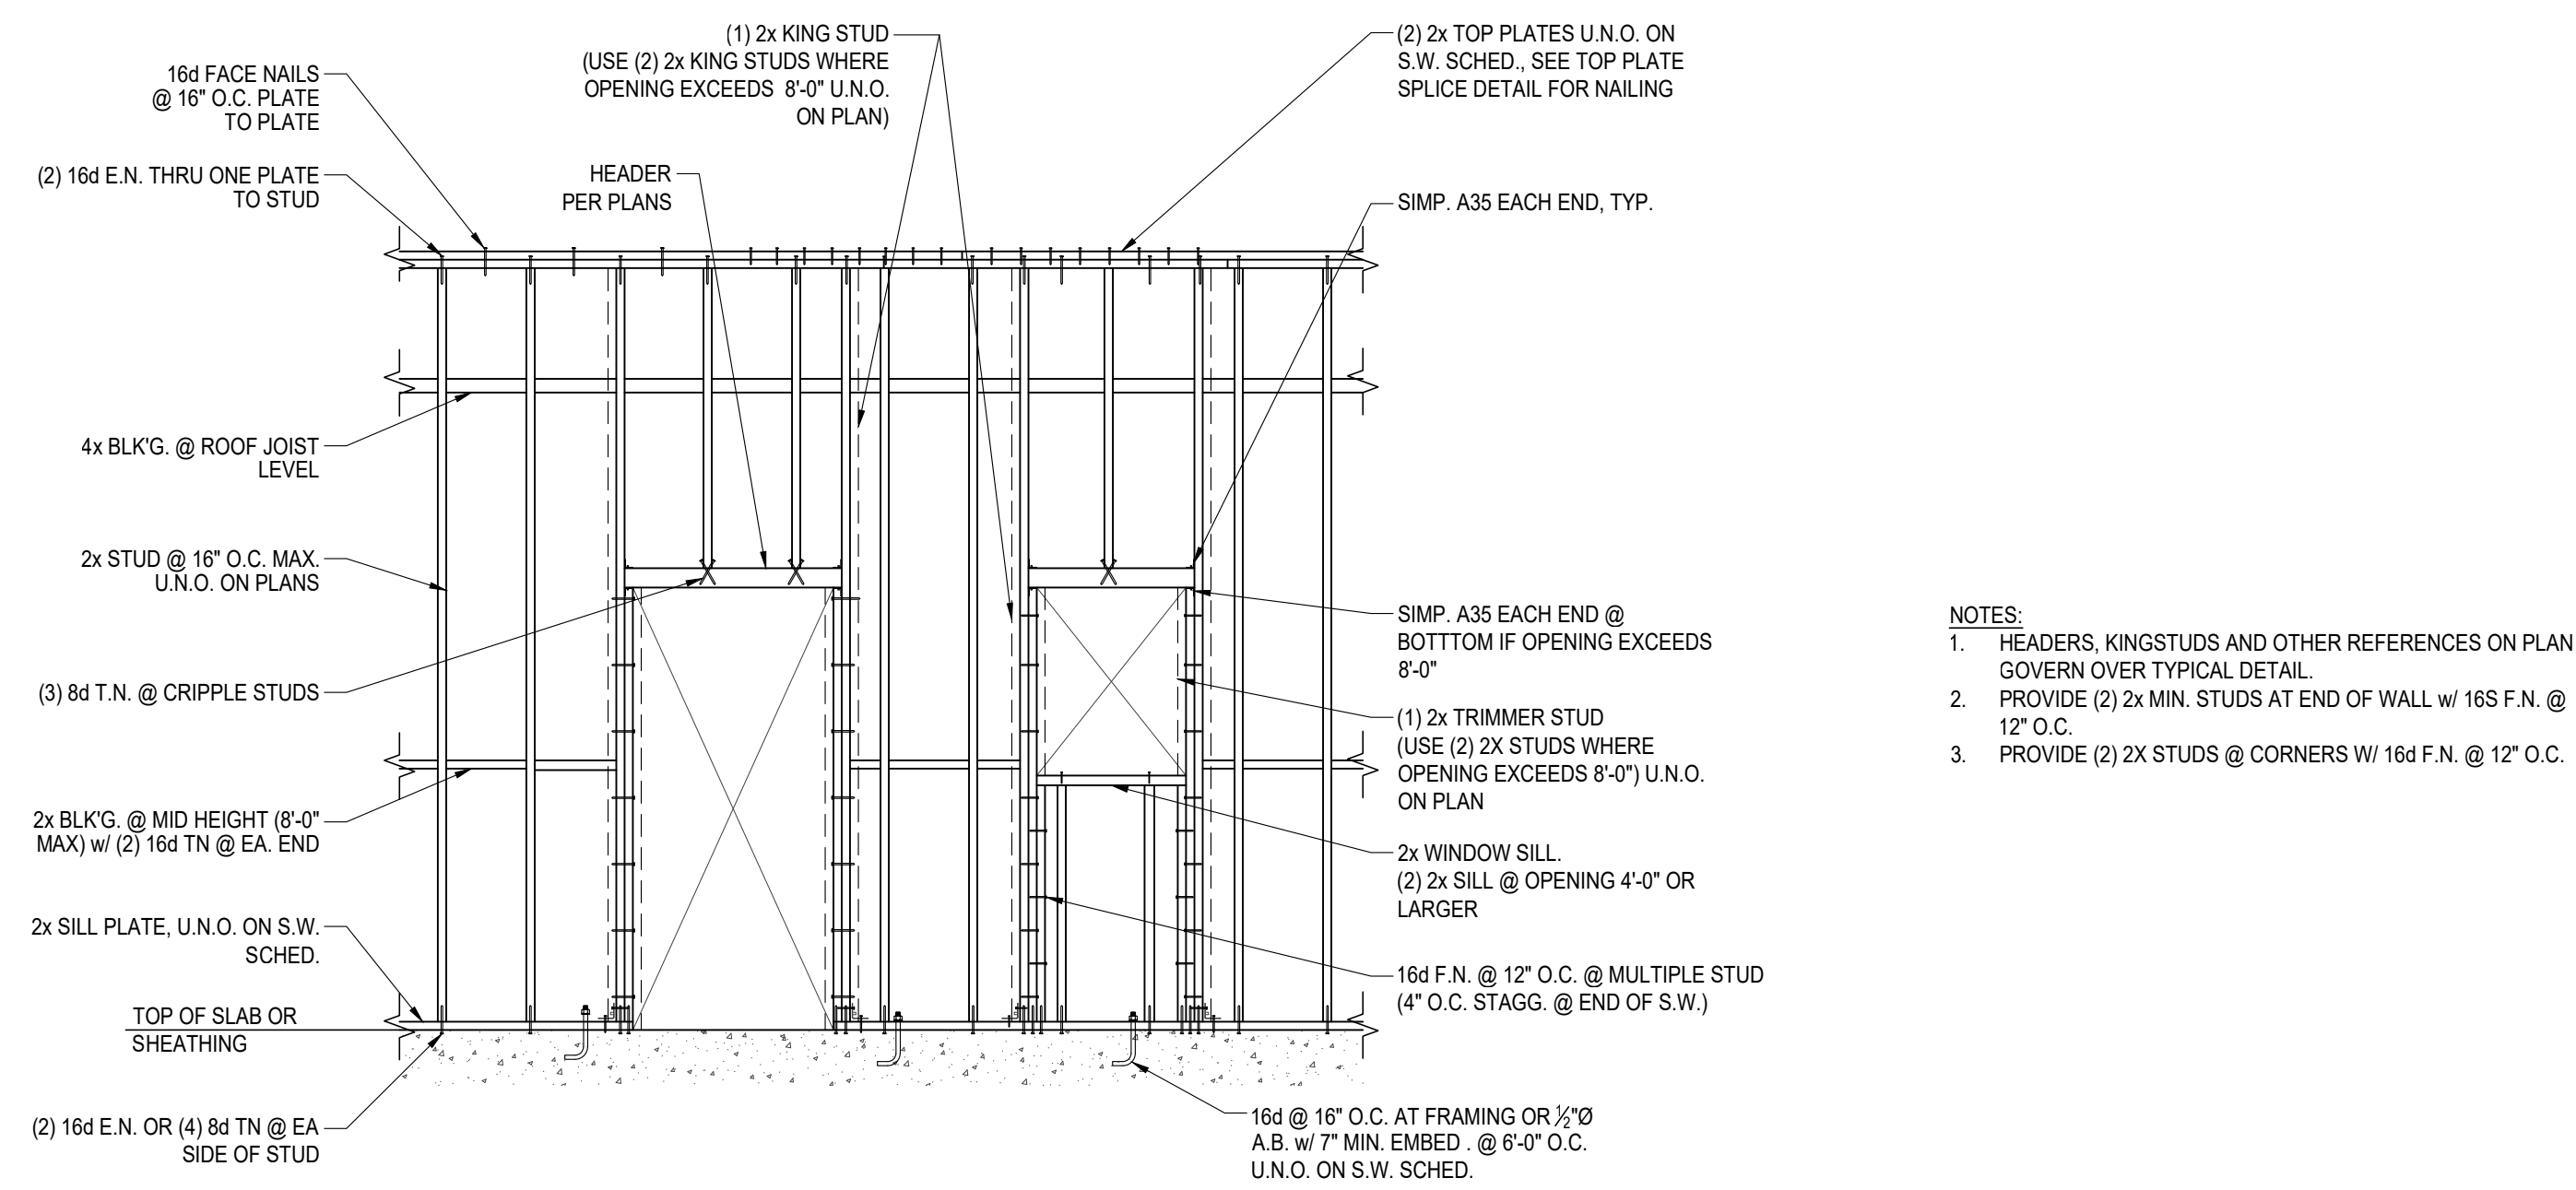 16d FACE NAILS
@ 16" O.C. PLATE
TO PLATE
(2) 16d E.N. THRU ONE PLATE
TO STUD
(1) 2x KING STUD
(USE (2) 2x KING STUDS WHERE
OPENING EXCEEDS 8'-0" U.N.O.
ON PLAN)
HEADER
PER PLANS
(2) 2x TOP PLATES U.N.O. ON
S.W. SCHED., SEE TOP PLATE
SPLICE DETAIL FOR NAILING
SIMP. A35 EACH END, TYP.
4x BLK'G. @ ROOF JOIST
LEVEL
2x STUD @ 16" O.C. MAX.
U.N.O. ON PLANS
(3) 8d T.N. @ CRIPPLE STUDS
2x BLK'G. @ MID HEIGHT (8'-0"
MAX) w/ (2) 16d TN @ EA. END
2x SILL PLATE, U.N.O. ON S.W.
SCHED.
TOP OF SLAB OR
SHEATHING
(2) 16d E.N. OR (4) 8d TN @ EA
SIDE OF STUD
SIMP. A35 EACH END @
BOTTTOM IF OPENING EXCEEDS
8'-0"
(1) 2x TRIMMER STUD
(USE (2) 2X STUDS WHERE
OPENING EXCEEDS 8'-0") U.N.O.
ON PLAN
2x WINDOW SILL.
(2) 2x SILL @ OPENING 4'-0" OR
LARGER
16d F.N. @ 12" O.C. @ MULTIPLE STUD
(4" O.C. STAGG. @ END OF S.W.)
16d @ 16" O.C. AT FRAMING OR ½"Ø
A.B. w/ 7" MIN. EMBED . @ 6'-0" O.C.
U.N.O. ON S.W. SCHED.
NOTES:
1. HEADERS, KINGSTUDS AND OTHER REFERENCES ON PLAN
GOVERN OVER TYPICAL DETAIL.
2. PROVIDE (2) 2x MIN. STUDS AT END OF WALL w/ 16S F.N. @
12" O.C.
3. PROVIDE (2) 2X STUDS @ CORNERS W/ 16d F.N. @ 12" O.C.